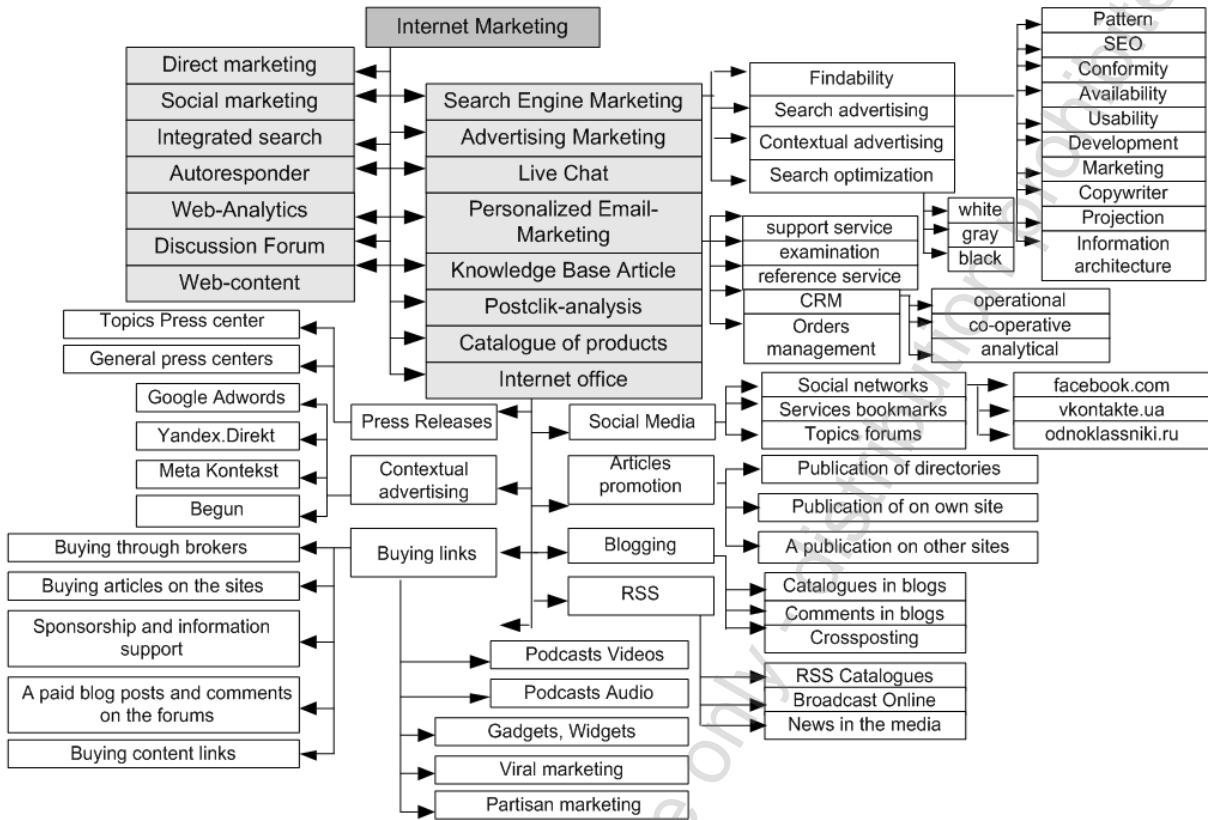 Internet Marketing
Direct marketing
Social marketing
Integrated search
Autoresponder
Web-Analytics
Discussion Forum
Web-content
Search Engine Marketing
Advertising Marketing
Live Chat
Personalized Email-
Marketing
Knowledge Base Article
Postclik-analysis
Catalogue of products
Internet office
Findability
Search advertising
Contextual advertising
Search optimization
Pattern
SEO
Conformity
Availability
Usability
Development
Marketing
Copywriter
Projection
Information
architecture
white
gray
black
support service
examination
reference service
CRM
Orders
management
operational
co-operative
analytical
Topics Press center
General press centers
Google Adwords
Yandex.Direkt
Meta Kontekst
Begun
Press Releases
Contextual
advertising
Buying links
Buying through brokers
Buying articles on the sites
Sponsorship and information
support
A paid blog posts and comments
on the forums
Buying content links
Social Media
Articles
promotion
Blogging
RSS
Social networks
Services bookmarks
Topics forums
facebook.com
vkontakte.ua
odnoklassniki.ru
Publication of directories
Publication of on own site
A publication on other sites
Catalogues in blogs
Comments in blogs
Crossposting
RSS Catalogues
Broadcast Online
News in the media
Podcasts Videos
Podcasts Audio
Gadgets, Widgets
Viral marketing
Partisan marketing
only - distribution